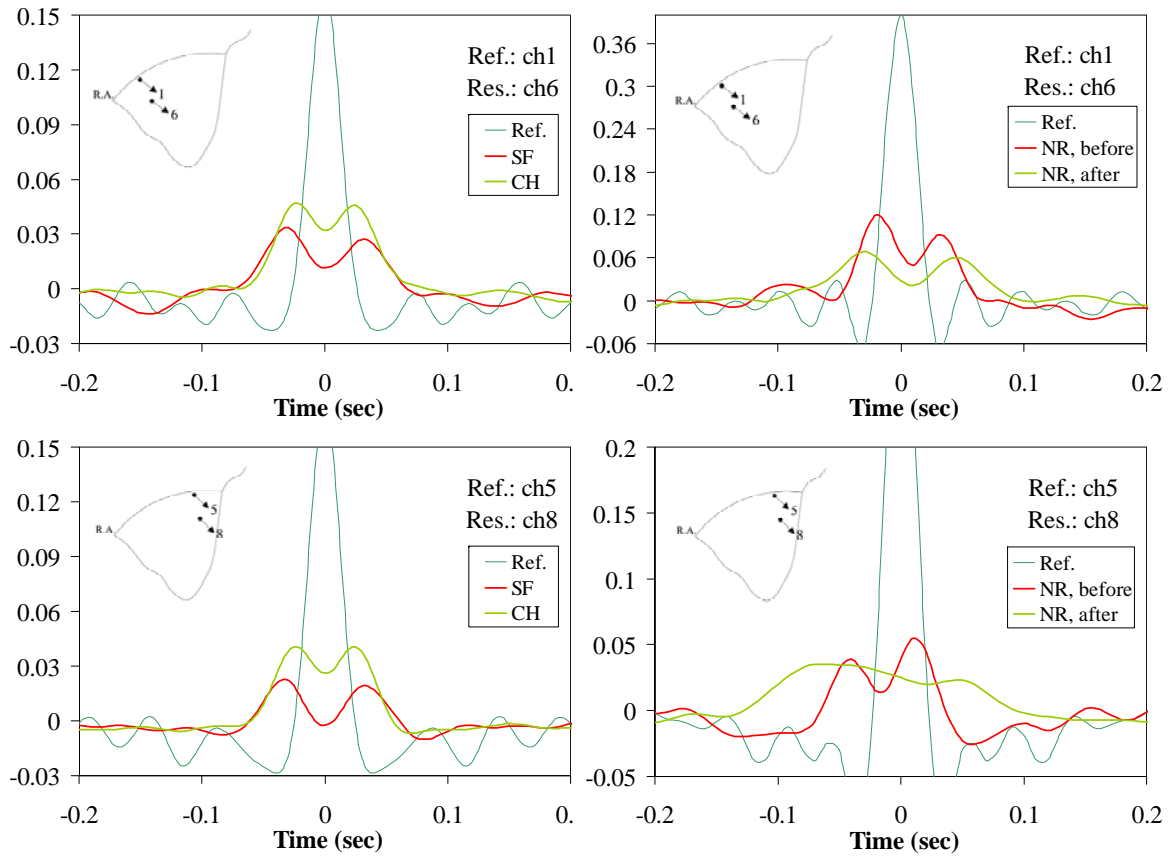 0.15
0.12
0.09
0.06
0.03
0
-0.03
-0.2
-0.1
0
0.1
0.
Time (sec)
R.A.
1
6
Ref.: ch1
Res.: ch6
Ref.
SF
CH
0.36
0.3
0.24
0.18
0.12
0.06
0
-0.06
-0.2
-0.1
0
0.1
0.2
Time (sec)
R.A.
1
6
Ref.: ch1
Res.: ch6
Ref.
NR, before
NR, after
0.15
0.12
0.09
0.06
0.03
0
-0.03
-0.2
-0.1
0
0.1
0.
Time (sec)
R.A.
5
8
Ref.: ch5
Res.: ch8
Ref.
SF
CH
0.2
0.15
0.1
0.05
0
-0.05
-0.2
-0.1
0
0.1
0.2
Time (sec)
R.A.
5
8
Ref.: ch5
Res.: ch8
Ref.
NR, before
NR, after